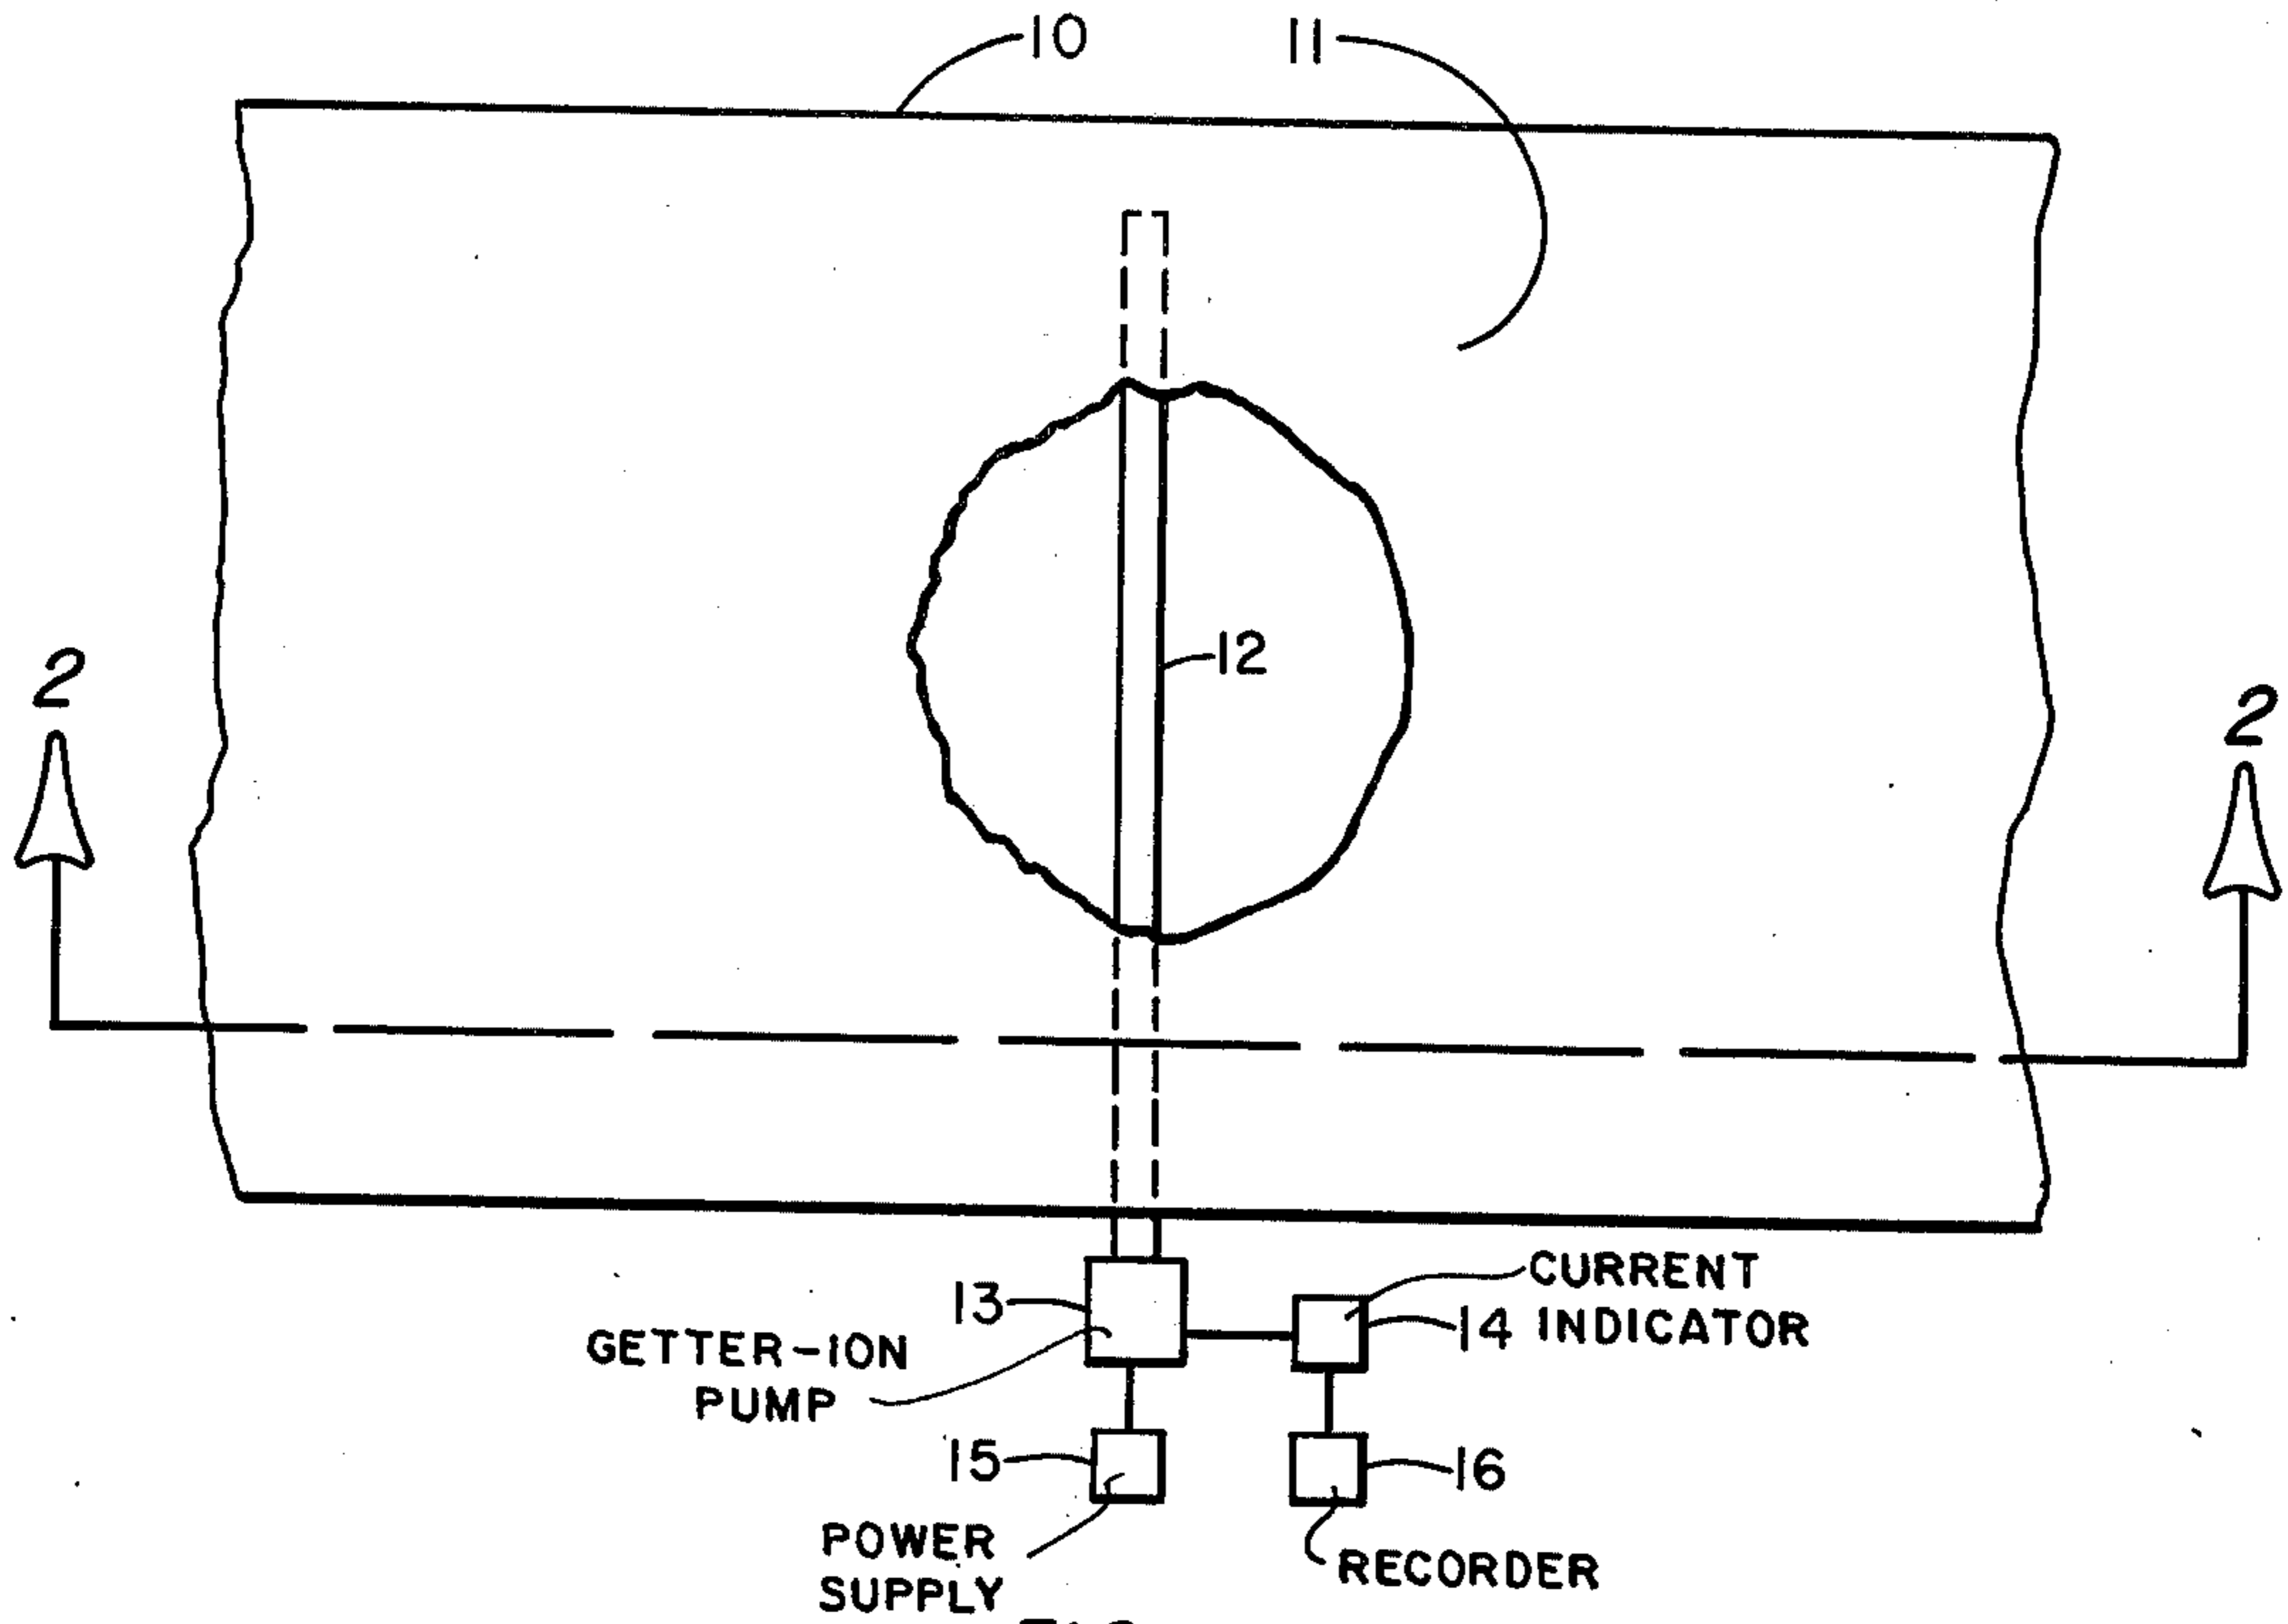 10
11
12
2
2
13
GETTER-ION
PUMP
CURRENT
14 INDICATOR
15
16
POWER
SUPPLY
RECORDER